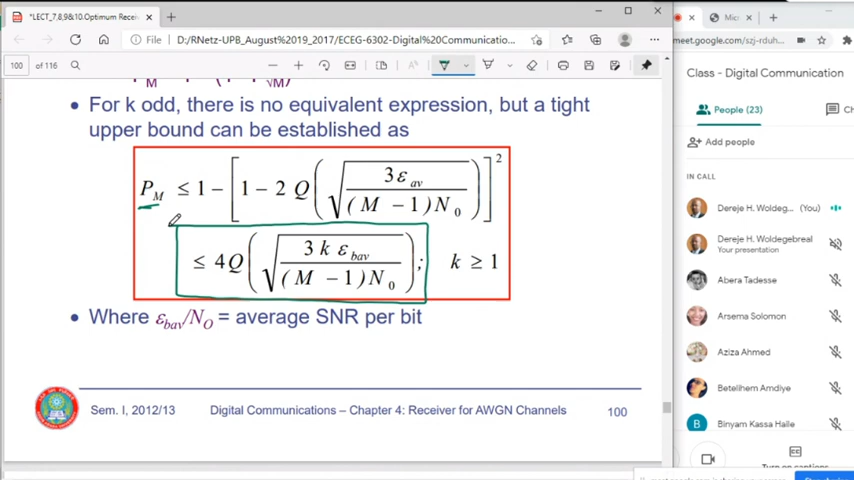 *LECT_7,8,9&10.Optimum Receiv
File
D:/RNetz-UPB_August%2019_2017/ECEG-6302-Digital%20Communicatio...
100 of 116
• For k odd, there is no equivalent expression, but a tight
upper bound can be established as
P_M ≤ 1 − [1 − 2 Q(√(3ε_av / (M − 1)N_0))]^2
≤ 4Q(√(3 k ε_bav / (M − 1)N_0)); k ≥ 1
• Where ε_bav/N_O = average SNR per bit
Sem. I, 2012/13
Digital Communications – Chapter 4: Receiver for AWGN Channels
100
meet.google.com/szj-rduh
Class - Digital Communication
People (23)
Add people
IN CALL
Dereje H. Woldeg... (You)
Dereje H. Woldegebreal
Your presentation
Abera Tadesse
Arsema Solomon
Aziza Ahmed
Betelihem Amdiye
B
Binyam Kassa Halle